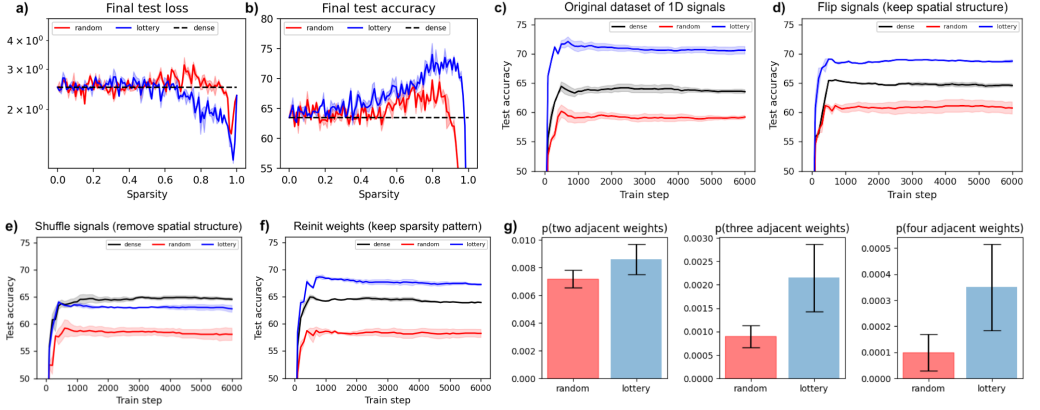 a) Final test loss
random lottery dense
4 × 10⁰
3 × 10⁰
2 × 10⁰
0.0 0.2 0.4 0.6 0.8 1.0
Sparsity
b) Final test accuracy
random lottery dense
80
75
70
65
60
55
0.0 0.2 0.4 0.6 0.8 1.0
Sparsity
c) Original dataset of 1D signals
dense random lottery
Test accuracy
75
70
65
60
55
50
0 1000 2000 3000 4000 5000 6000
Train step
d) Flip signals (keep spatial structure)
dense random lottery
Test accuracy
75
70
65
60
55
50
0 1000 2000 3000 4000 5000 6000
Train step
e) Shuffle signals (remove spatial structure)
dense random lottery
Test accuracy
75
70
65
60
55
50
0 1000 2000 3000 4000 5000 6000
Train step
f) Reinit weights (keep sparsity pattern)
dense random lottery
Test accuracy
75
70
65
60
55
50
0 1000 2000 3000 4000 5000 6000
Train step
g) p(two adjacent weights)
0.010
0.008
0.006
0.004
0.002
0.000
random lottery
p(three adjacent weights)
0.0030
0.0025
0.0020
0.0015
0.0010
0.0005
0.0000
random lottery
p(four adjacent weights)
0.0005
0.0004
0.0003
0.0002
0.0001
0.0000
random lottery